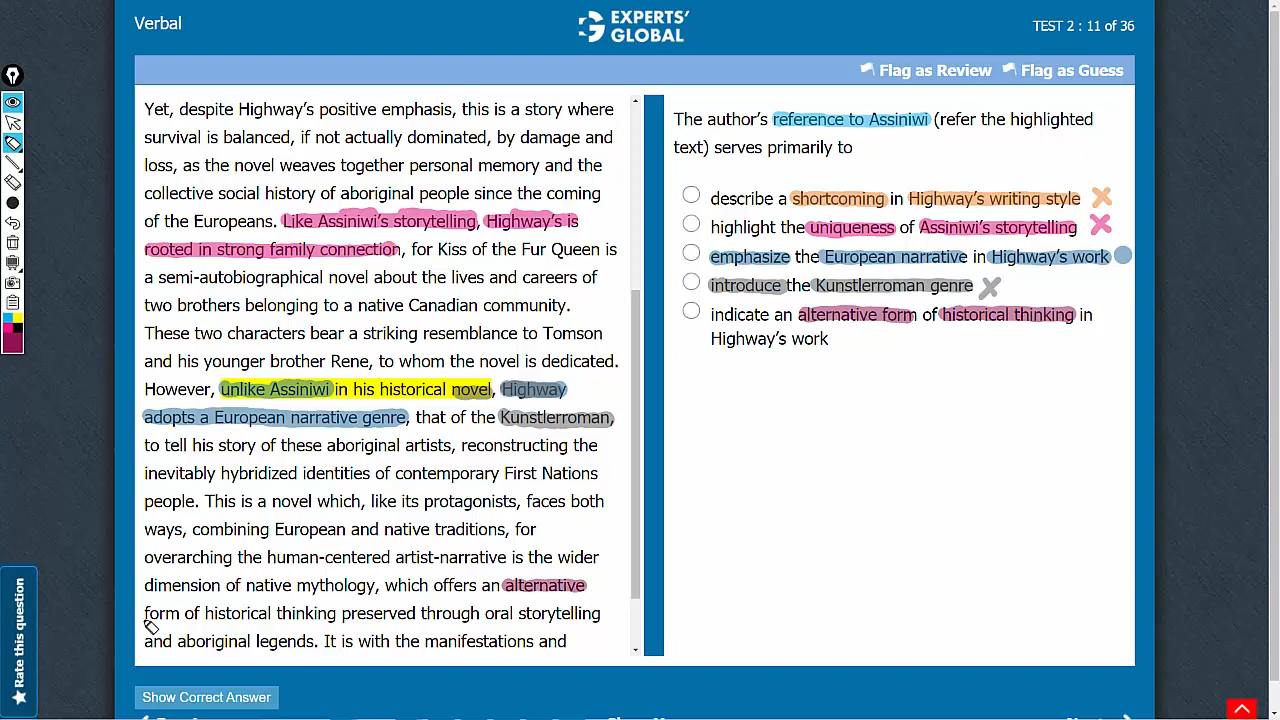 Verbal
EXPERTS'
GLOBAL
TEST 2 : 11 of 36
Flag as Review
Flag as Guess
Yet, despite Highway's positive emphasis, this is a story where
survival is balanced, if not actually dominated, by damage and
loss, as the novel weaves together personal memory and the
collective social history of aboriginal people since the coming
of the Europeans. Like Assiniwi's storytelling, Highway's is
rooted in strong family connection, for Kiss of the Fur Queen is
a semi-autobiographical novel about the lives and careers of
two brothers belonging to a native Canadian community.
These two characters bear a striking resemblance to Tomson
and his younger brother Rene, to whom the novel is dedicated.
However, unlike Assiniwi in his historical novel, Highway
adopts a European narrative genre, that of the Kunstlerroman,
to tell his story of these aboriginal artists, reconstructing the
inevitably hybridized identities of contemporary First Nations
people. This is a novel which, like its protagonists, faces both
ways, combining European and native traditions, for
overarching the human-centered artist-narrative is the wider
dimension of native mythology, which offers an alternative
form of historical thinking preserved through oral storytelling
and aboriginal legends. It is with the manifestations and
The author's reference to Assiniwi (refer the highlighted
text) serves primarily to
describe a shortcoming in Highway's writing style
highlight the uniqueness of Assiniwi's storytelling
emphasize the European narrative in Highway's work
introduce the Kunstlerroman genre
indicate an alternative form of historical thinking in
Highway's work
Rate this question
Show Correct Answer